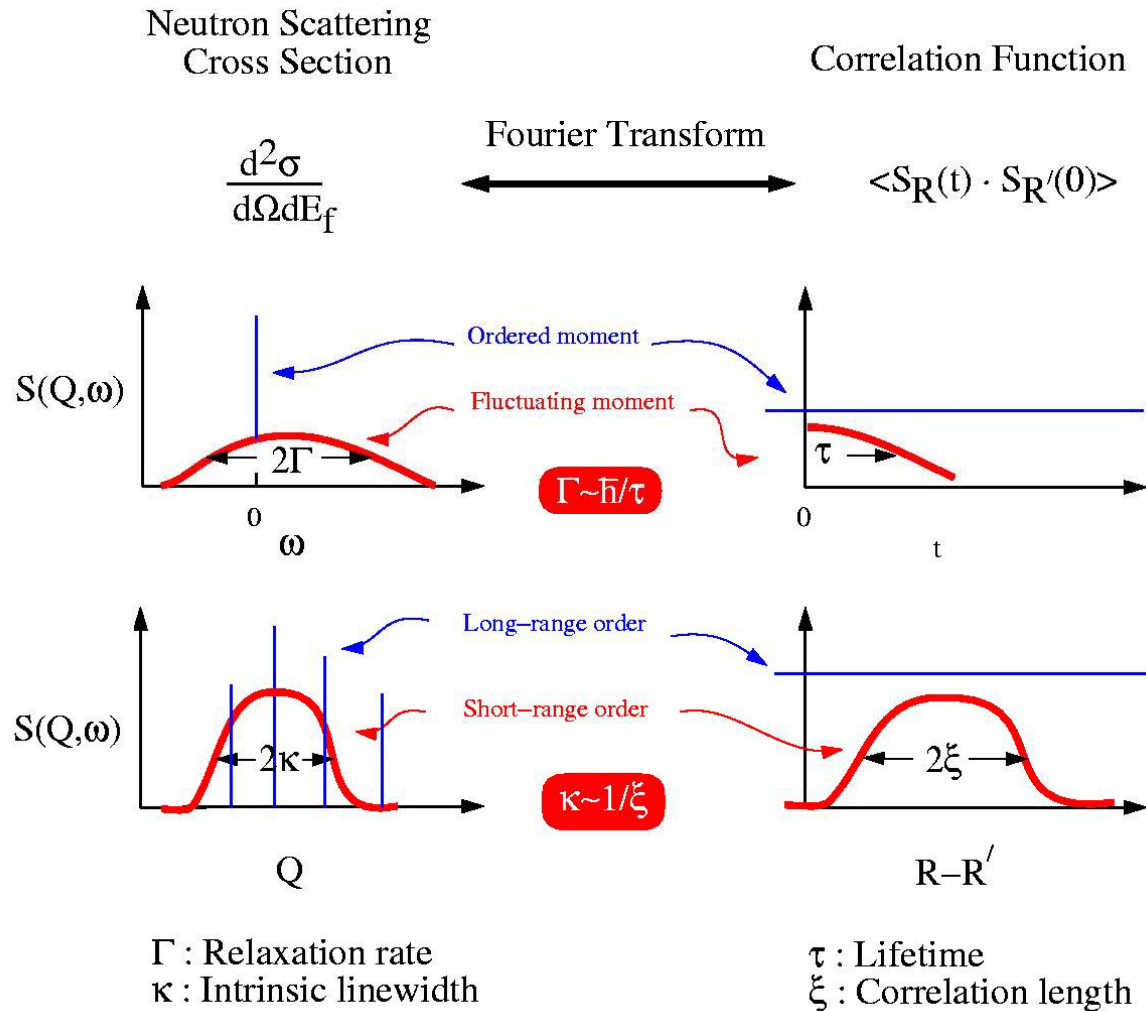 Neutron Scattering
Cross Section
Correlation Function
Fourier Transform
d²σ
dΩdE_f
<S_R(t) · S_R′(0)>
Ordered moment
S(Q,ω)
Fluctuating moment
2Γ
τ
Γ~ħ/τ
0
0
ω
t
Long–range order
S(Q,ω)
Short–range order
2κ
2ξ
κ~1/ξ
Q
R–R′
Γ : Relaxation rate
κ : Intrinsic linewidth
τ : Lifetime
ξ : Correlation length